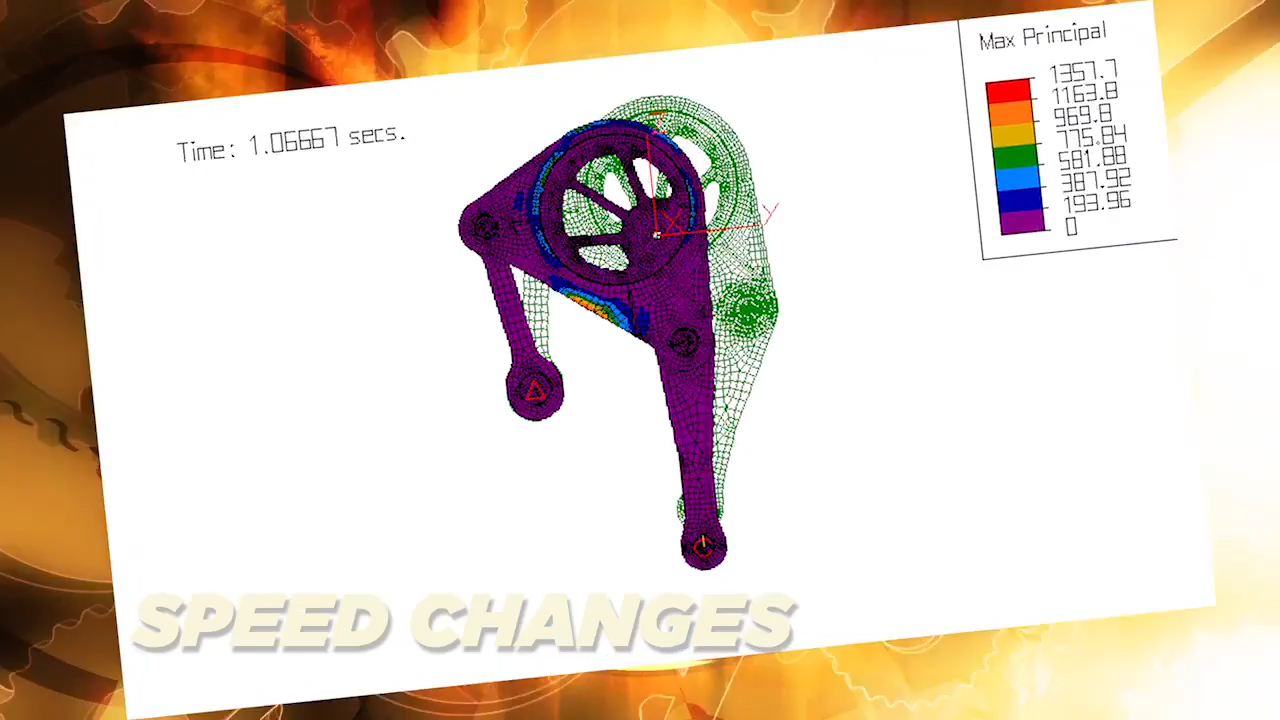 Max Principal
1357.7
1163.8
969.8
775.84
581.88
387.92
193.96
0
Time: 1.06667 secs.
Z
X
Y
SPEED CHANGES